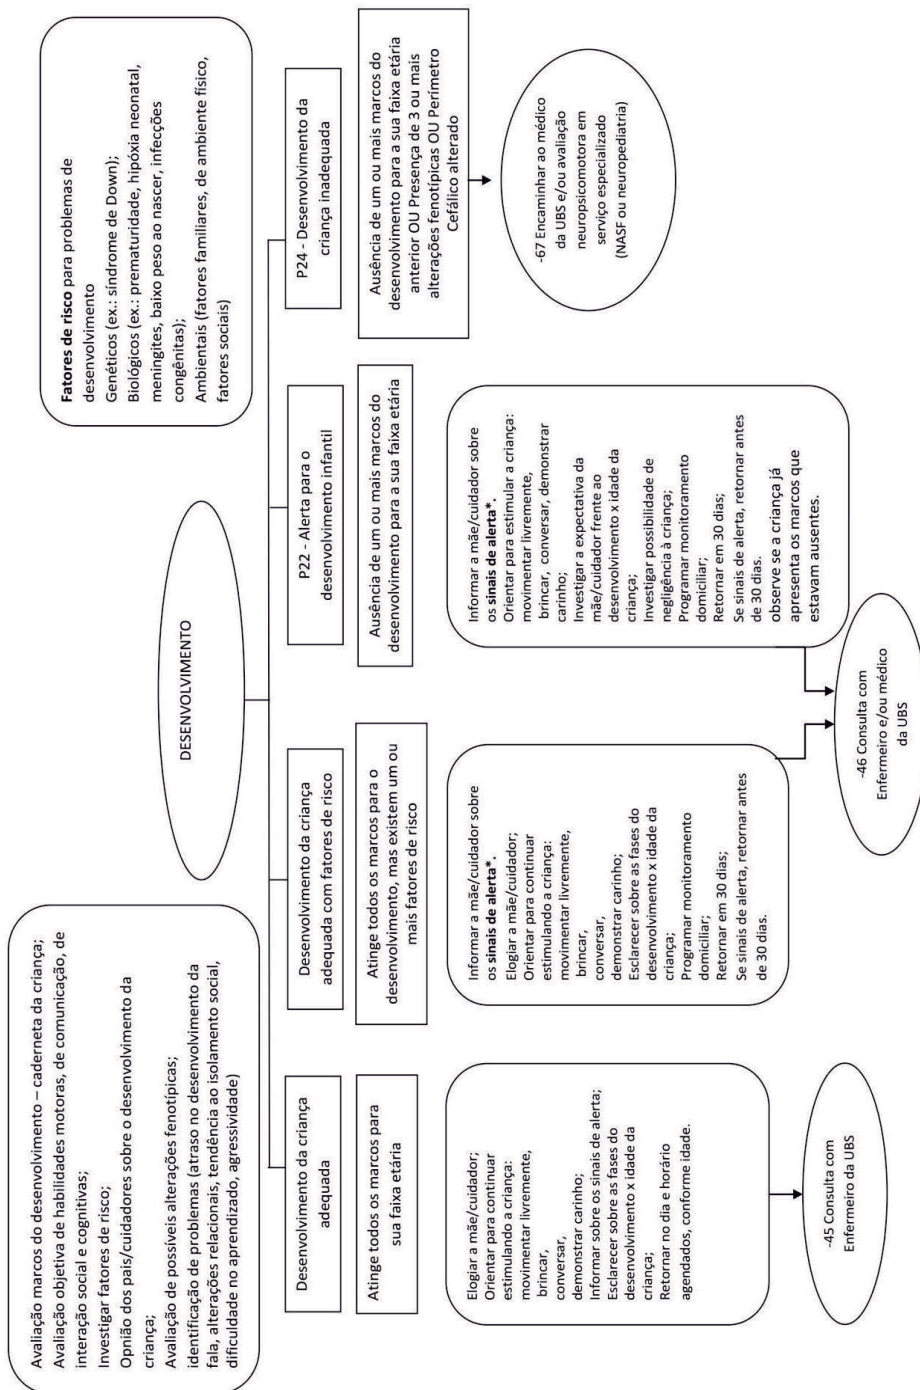 Avaliação marcos do desenvolvimento – caderneta da criança;
Avaliação objetiva de habilidades motoras, de comunicação, de
interação social e cognitivas;
Investigar fatores de risco;
Opnião dos pais/cuidadores sobre o desenvolvimento da
criança;
Avaliação de possíveis alterações fenotípicas;
identificação de problemas (atraso no desenvolvimento da
fala, alterações relacionais, tendência ao isolamento social,
dificuldade no aprendizado, agressividade)
DESENVOLVIMENTO
Fatores de risco para problemas de
desenvolvimento
Genéticos (ex.: síndrome de Down);
Biológicos (ex.: prematuridade, hipóxia neonatal,
meningites, baixo peso ao nascer, infecções
congênitas);
Ambientais (fatores familiares, de ambiente físico,
fatores sociais)
Desenvolvimento da criança
adequada
Desenvolvimento da criança
adequada com fatores de risco
P22 - Alerta para o
desenvolvimento infantil
P24 - Desenvolvimento da
criança inadequada
Atinge todos os marcos para
sua faixa etária
Atinge todos os marcos para o
desenvolvimento, mas existem um ou
mais fatores de risco
Ausência de um ou mais marcos do
desenvolvimento para a sua faixa etária
Ausência de um ou mais marcos do
desenvolvimento para a sua faixa etária
anterior OU Presença de 3 ou mais
alterações fenotípicas OU Perímetro
Cefálico alterado
Elogiar a mãe/cuidador;
Orientar para continuar
estimulando a criança:
movimentar livremente,
brincar,
conversar,
demonstrar carinho;
Informar sobre os sinais de alerta;
Esclarecer sobre as fases do
desenvolvimento x idade da
criança;
Retornar no dia e horário
agendados, conforme idade.
Informar a mãe/cuidador sobre
os sinais de alerta*.
Elogiar a mãe/cuidador;
Orientar para continuar
estimulando a criança:
movimentar livremente,
brincar,
conversar,
demonstrar carinho;
Esclarecer sobre as fases do
desenvolvimento x idade da
criança;
Programar monitoramento
domiciliar;
Retornar em 30 dias;
Se sinais de alerta, retornar antes
de 30 dias.
Informar a mãe/cuidador sobre
os sinais de alerta*.
Orientar para estimular a criança:
movimentar livremente,
brincar, conversar, demonstrar
carinho;
Investigar a expectativa da
mãe/cuidador frente ao
desenvolvimento x idade da
criança;
Investigar possibilidade de
negligência à criança;
Programar monitoramento
domiciliar;
Retornar em 30 dias;
Se sinais de alerta, retornar antes
de 30 dias.
observe se a criança já
apresenta os marcos que
estavam ausentes.
-67 Encaminhar ao médico
da UBS e/ou avaliação
neuropsicomotora em
serviço especializado
(NASF ou neuropediatria)
-45 Consulta com
Enfermeiro da UBS
-46 Consulta com
Enfermeiro e/ou médico
da UBS